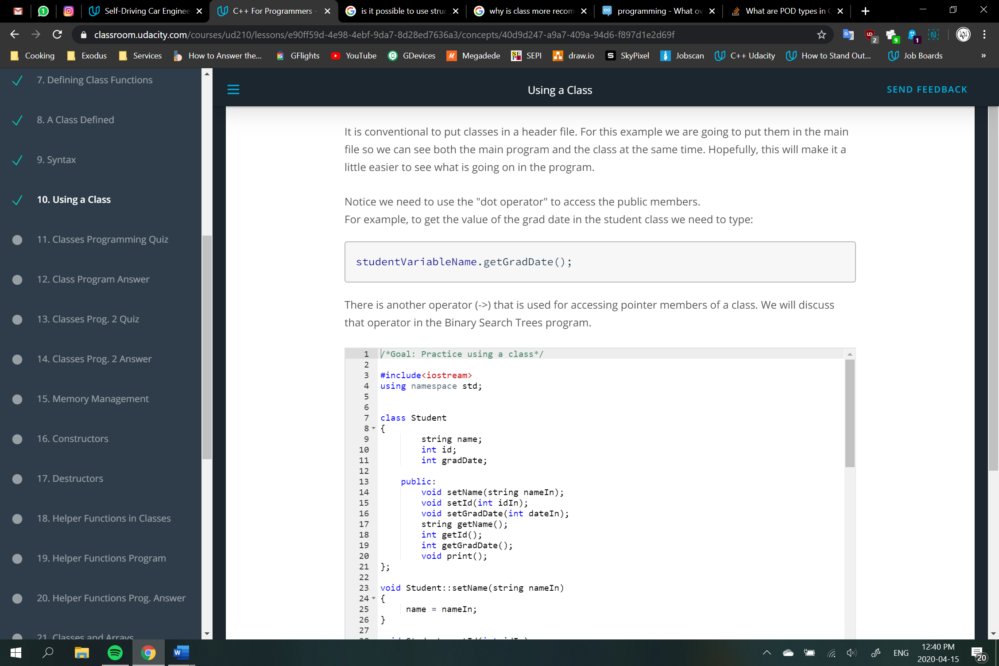 Self-Driving Car Enginee
C++ For Programmers -
is it possible to use struc
why is class more recom
programming - What ov
What are POD types in C
classroom.udacity.com/courses/ud210/lessons/e90ff59d-4e98-4ebf-9da7-8d28ed7636a3/concepts/40d9d247-a9a7-409a-94d6-f897d1e2d69f
2
9
1
Cooking
Exodus
Services
How to Answer the...
GFlights
YouTube
GDevices
Megadede
SEPI
draw.io
SkyPixel
Jobscan
C++ Udacity
How to Stand Out...
Job Boards
»
7. Defining Class Functions
8. A Class Defined
9. Syntax
10. Using a Class
11. Classes Programming Quiz
12. Class Program Answer
13. Classes Prog. 2 Quiz
14. Classes Prog. 2 Answer
15. Memory Management
16. Constructors
17. Destructors
18. Helper Functions in Classes
19. Helper Functions Program
20. Helper Functions Prog. Answer
21. Classes and Arrays
Using a Class
SEND FEEDBACK
It is conventional to put classes in a header file. For this example we are going to put them in the main
file so we can see both the main program and the class at the same time. Hopefully, this will make it a
little easier to see what is going on in the program.
Notice we need to use the "dot operator" to access the public members.
For example, to get the value of the grad date in the student class we need to type:
studentVariableName.getGradDate();
There is another operator (->) that is used for accessing pointer members of a class. We will discuss
that operator in the Binary Search Trees program.
1 /*Goal: Practice using a class*/
2
3 #include<iostream>
4 using namespace std;
5
6
7 class Student
8 {
9 string name;
10 int id;
11 int gradDate;
12
13 public:
14 void setName(string nameIn);
15 void setId(int idIn);
16 void setGradDate(int dateIn);
17 string getName();
18 int getId();
19 int getGradDate();
20 void print();
21 };
22
23 void Student::setName(string nameIn)
24 {
25 name = nameIn;
26 }
27
ENG
12:40 PM
2020-04-15
20